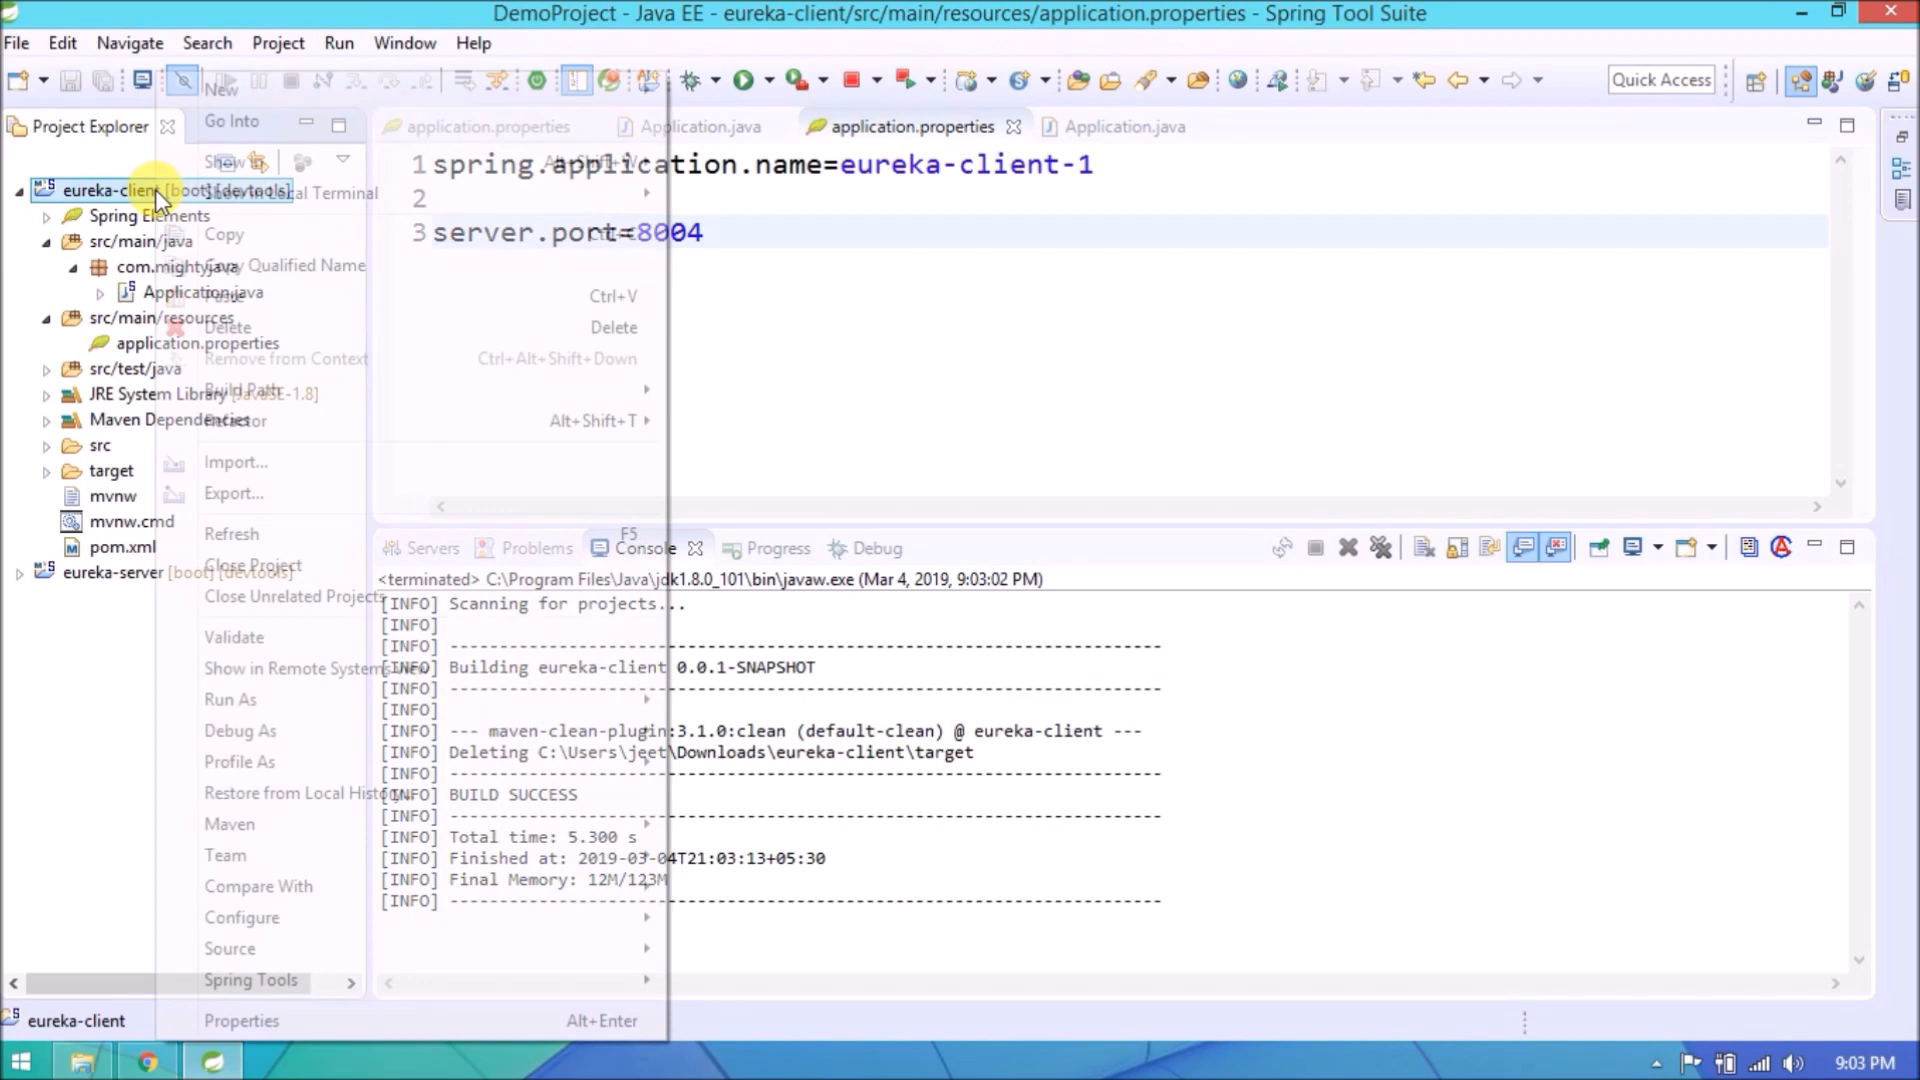 DemoProject - Java EE - eureka-client/src/main/resources/application.properties - Spring Tool Suite
File Edit Navigate Search Project Run Window Help
Quick Access
New
Project Explorer
Go Into
application.properties
Application.java
application.properties
Application.java
Show In Alt+Shift+W
1 spring.application.name=eureka-client-1
eureka-client [boot] [devtools]
Show in Local Terminal
2
Spring Elements
Copy
3 server.port=8004
src/main/java
com.mightyjava
Copy Qualified Name
Application.java
Paste Ctrl+V
src/main/resources
Delete Delete
application.properties
Remove from Context Ctrl+Alt+Shift+Down
src/test/java
Build Path
JRE System Library [JavaSE-1.8]
Maven Dependencies
Refactor Alt+Shift+T
src
Import...
target
Export...
mvnw
mvnw.cmd
Refresh F5
pom.xml
Close Project
eureka-server [boot] [devtools]
Close Unrelated Projects
Validate
Show in Remote Systems view
Run As
Debug As
Profile As
Restore from Local History...
Maven
Team
Compare With
Configure
Source
Spring Tools
Properties Alt+Enter
Servers Problems Console Progress Debug
<terminated> C:\Program Files\Java\jdk1.8.0_101\bin\javaw.exe (Mar 4, 2019, 9:03:02 PM)
[INFO] Scanning for projects...
[INFO]
[INFO] ------------------------------------------------------------------------
[INFO] Building eureka-client 0.0.1-SNAPSHOT
[INFO] ------------------------------------------------------------------------
[INFO]
[INFO] --- maven-clean-plugin:3.1.0:clean (default-clean) @ eureka-client ---
[INFO] Deleting C:\Users\jeet\Downloads\eureka-client\target
[INFO] ------------------------------------------------------------------------
[INFO] BUILD SUCCESS
[INFO] ------------------------------------------------------------------------
[INFO] Total time: 5.300 s
[INFO] Finished at: 2019-03-04T21:03:13+05:30
[INFO] Final Memory: 12M/123M
[INFO] ------------------------------------------------------------------------
eureka-client
9:03 PM